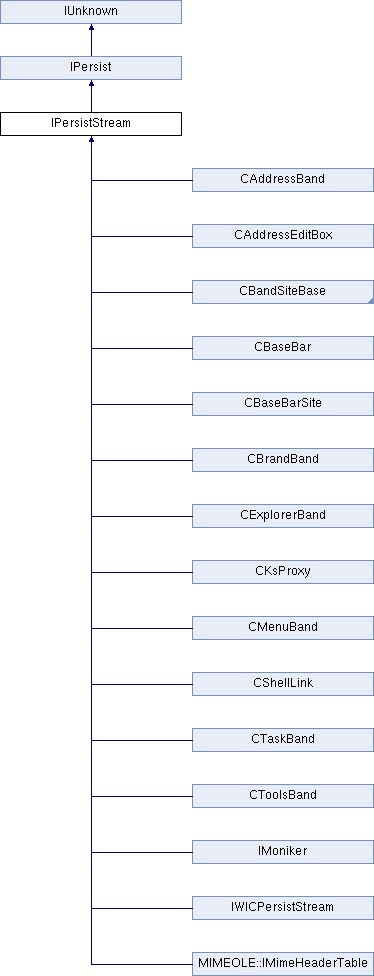 IUnknown
IPersist
IPersistStream
CAddressBand
CAddressEditBox
CBandSiteBase
CBaseBar
CBaseBarSite
CBrandBand
CExplorerBand
CKsProxy
CMenuBand
CShellLink
CTaskBand
CToolsBand
IMoniker
IWICPersistStream
MIMEOLE::IMimeHeaderTable